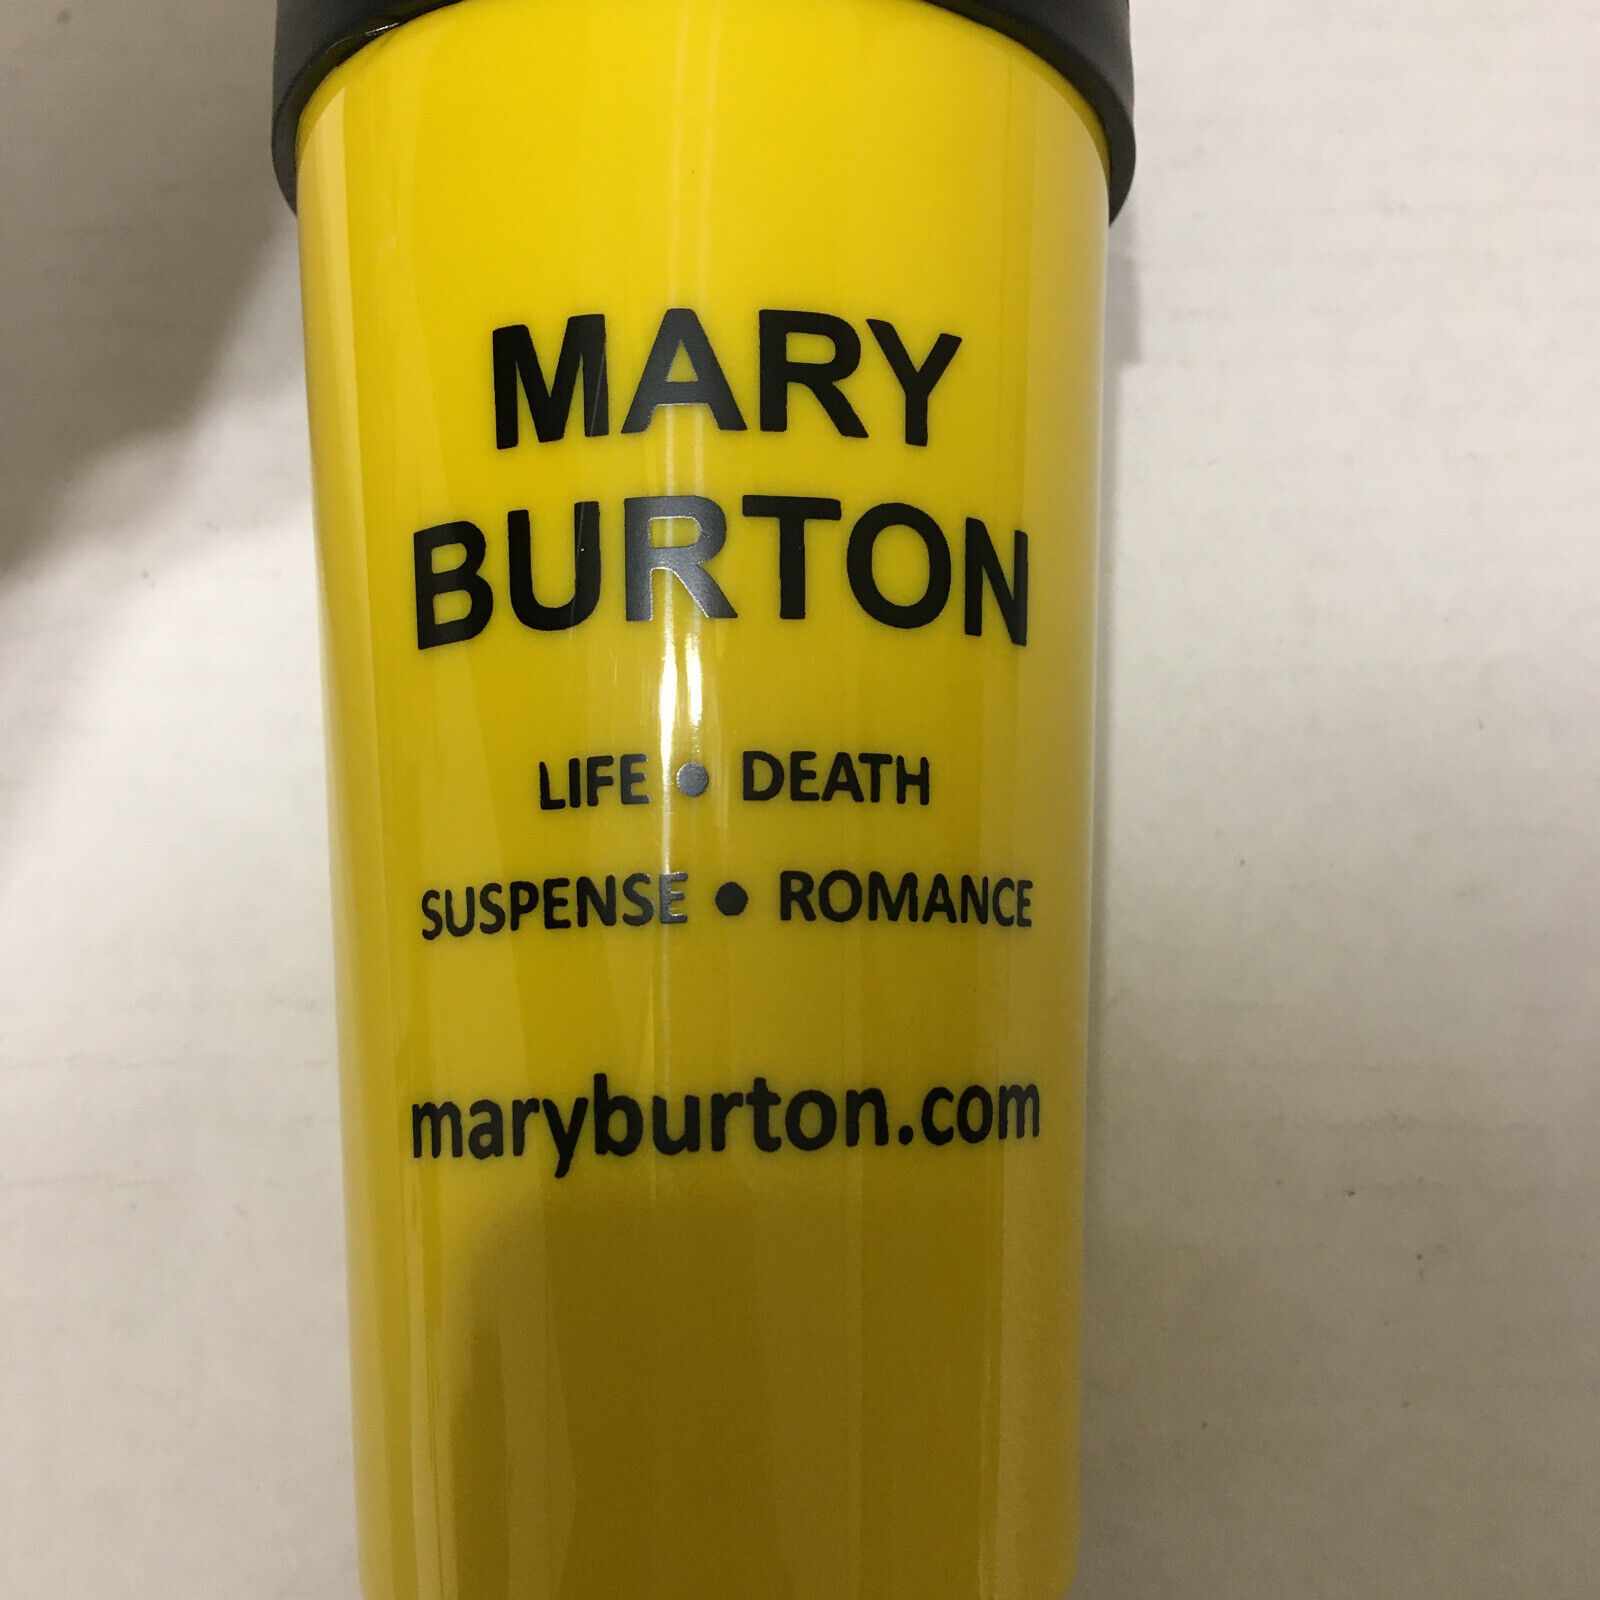 MARY
BURTON
LIFE • DEATH
SUSPENSE • ROMANCE
maryburton.com